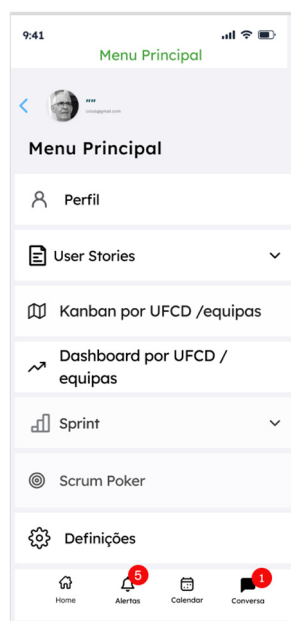 9:41
Menu Principal
""
Menu Principal
Perfil
User Stories
Kanban por UFCD /equipas
Dashboard por UFCD /
equipas
Sprint
Scrum Poker
Definições
5
1
Home
Alertas
Calendar
Conversa